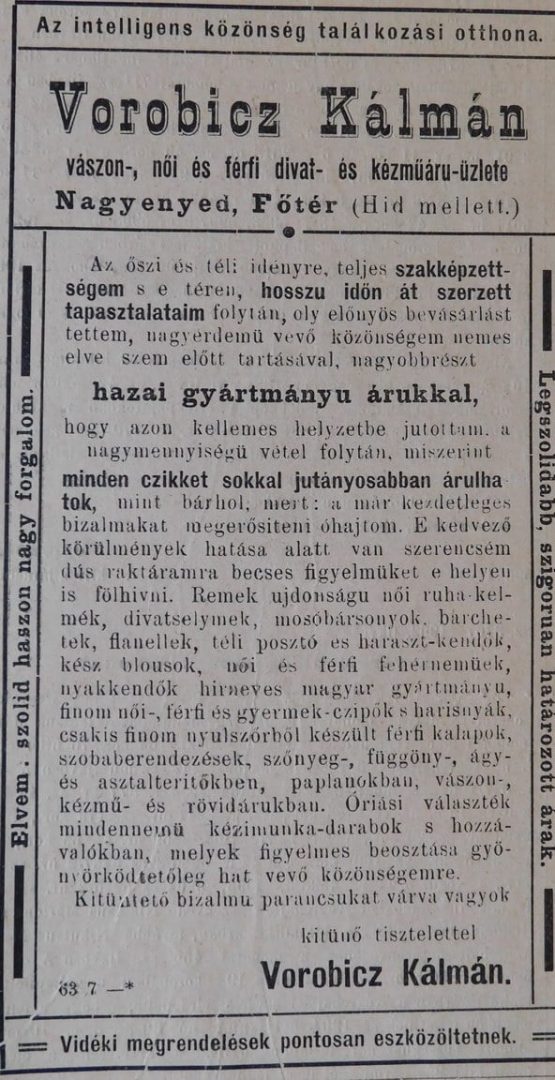 Az intelligens közönség találkozási otthona.
Vorobicz Kálmán
vászon-, női és férfi divat- és kézműáru-üzlete
Nagyenyed, Főtér (Hid mellett.)
Elvem: szolid haszon nagy forgalom.
Az őszi és téli idényre, teljes szakképzett-
ségem s e téren, hosszu időn át szerzett
tapasztalataim folytán, oly előnyös bevásárlást
tettem, nagyérdemü vevő közönségem nemes
elve szem előtt tartásával, nagyobbrészt
hazai gyártmányu árukkal,
hogy azon kellemes helyzetbe jutottam, a
nagymennyiségü vétel folytán, miszerint
minden czikket sokkal jutányosabban árulha
tok, mint bárhol, mert: a már kezdetleges
bizalmakat megerősiteni óhajtom. E kedvező
körülmények hatása alatt van szerencsém
dús raktáramra becses figyelmüket e helyen
is fölhivni. Remek ujdonságu női ruha-kel-
mék, divatselymek, mosóbársonyok, bárche-
tek, flanellek, téli posztó es haraszt-kendők,
kész blousok, női és férfi fehérnemüek,
nyakkendők hirneves magyar gyártmányu,
finom női-, férfi és gyermek-czipők s harisnyák,
csakis finom nyulszőrből készült férfi kalapok,
szobaberendezések, szőnyeg-, függöny-, ágy-
és asztalteritőkben, paplanokban, vászon-,
kézmű- és rövidárukban. Óriási választék
mindennemü kézimunka-darabok s hozzá-
valókban, melyek figyelmes beosztása gyö-
nyörködtetőleg hat vevő közönségemre.
Kitüntető bizalmu parancsukat várva vagyok
kitünő tisztelettel
63 7 —*
Vorobicz Kálmán.
Legszolidabb, szigoruan határozott árak.
Vidéki megrendelések pontosan eszközöltetnek.